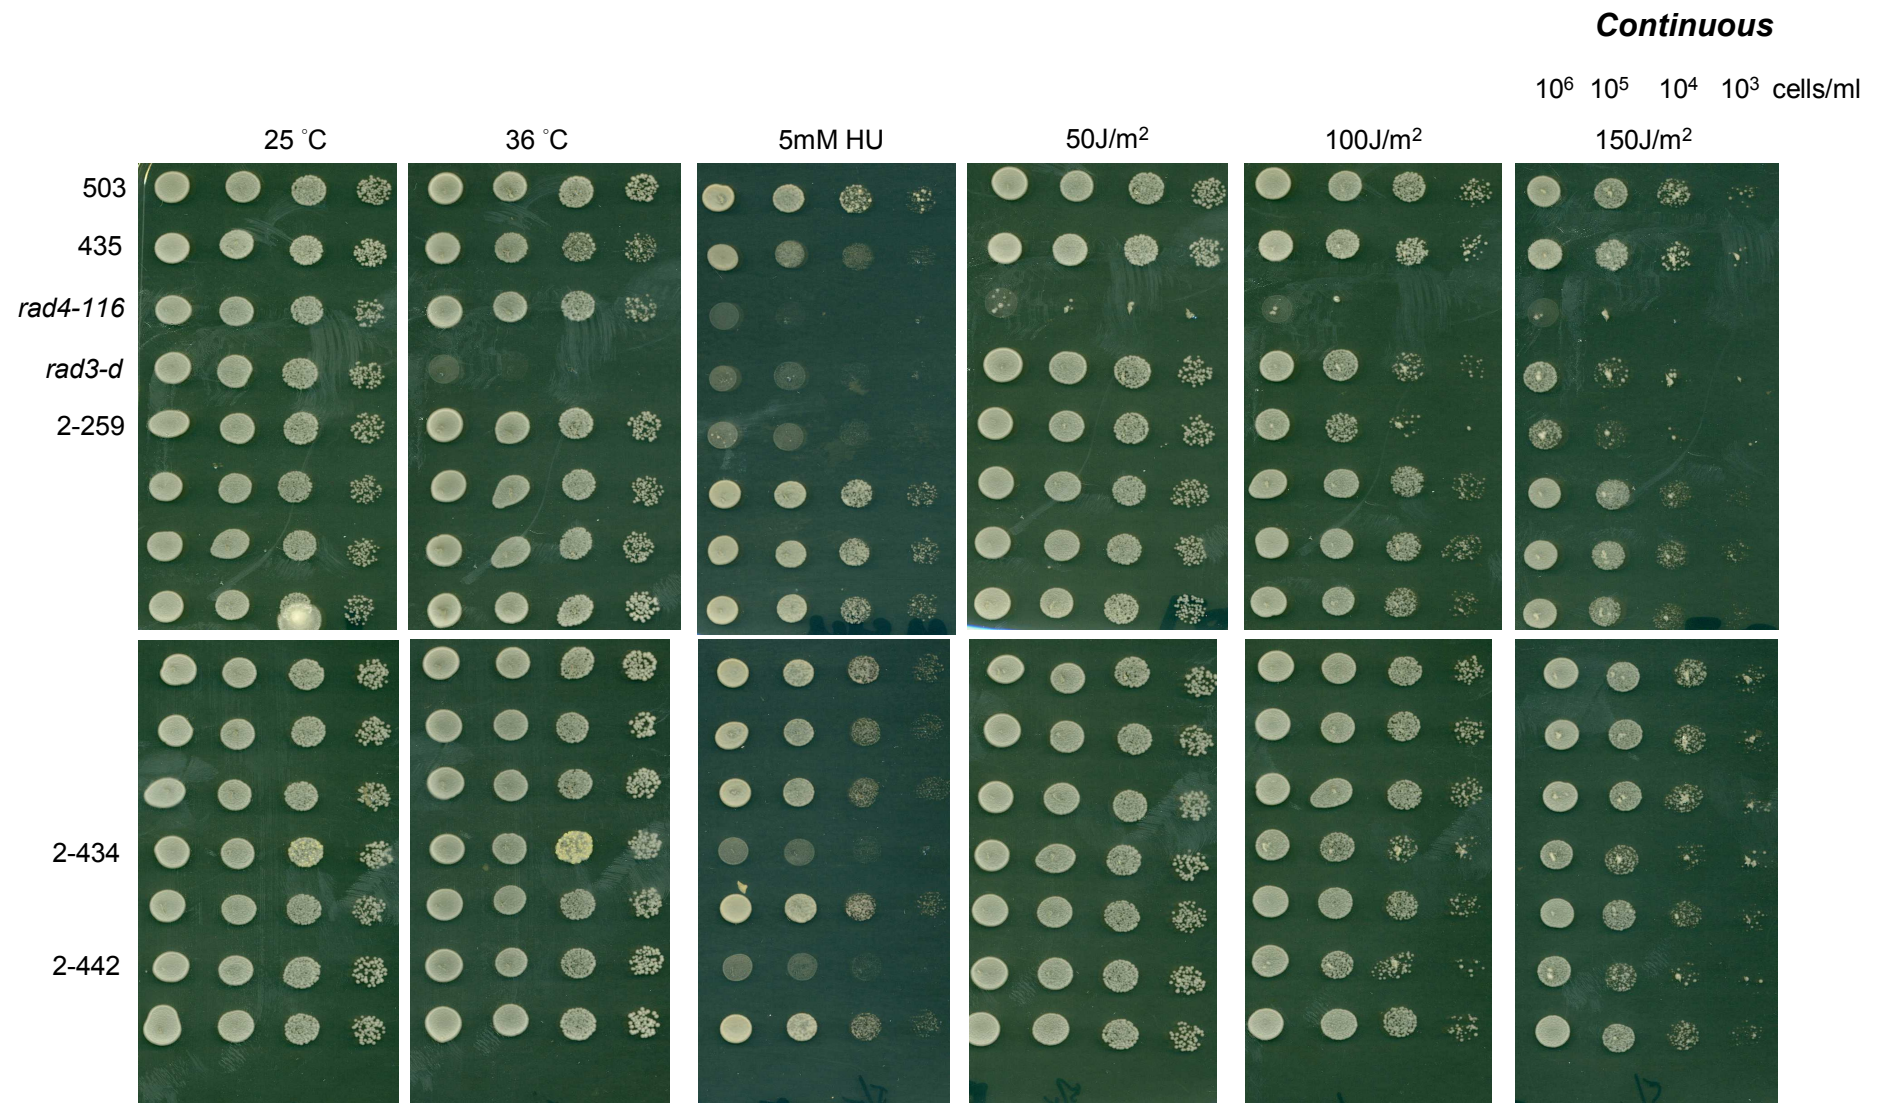 Continuous
10⁶ 10⁵ 10⁴ 10³ cells/ml
25 °C 36 °C 5mM HU 50J/m² 100J/m² 150J/m²
503
435
rad4-116
rad3-d
2-259
2-434
2-442